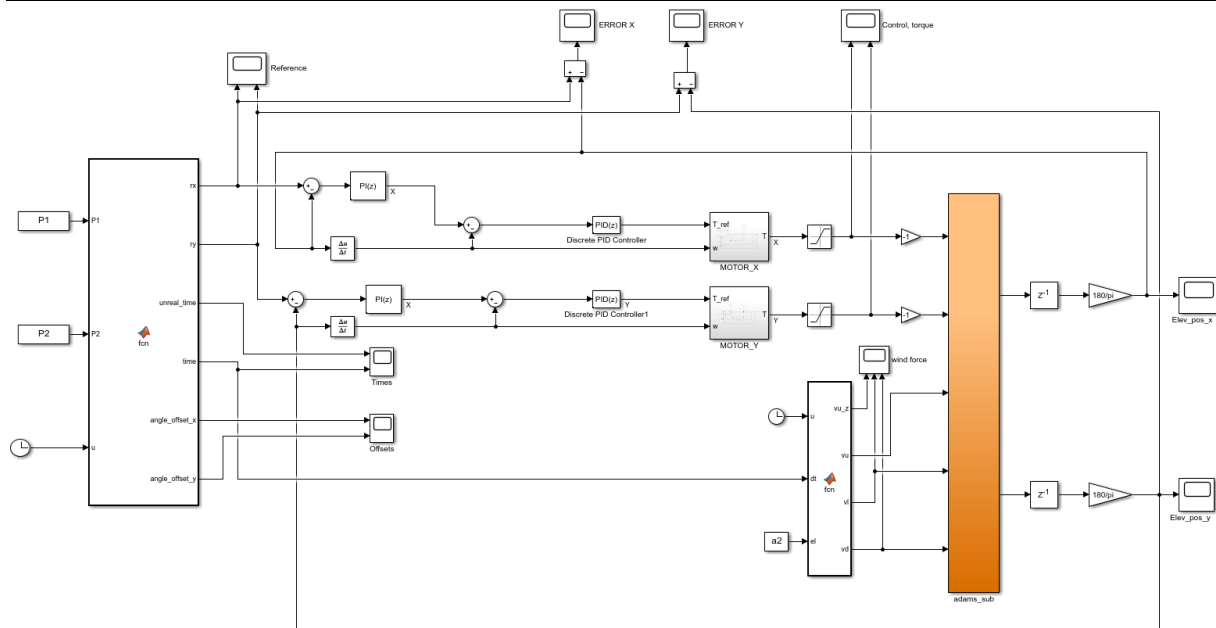 ERROR X
ERROR Y
Control, torque
Reference
+ −
+ −
rx
+ −
PI(z)
X
P1
P1
+ −
PID(z)
T_ref
T
X
-1
Discrete PID Controller
w
MOTOR_X
ry
Δu
Δt
+ −
PI(z)
X
+ −
PID(z)
Y
T_ref
T
Y
-1
Discrete PID Controller1
w
MOTOR_Y
Δu
Δt
z-1
180/pi
Elev_pos_x
unreal_time
P2
P2
fcn
time
Times
wind force
angle_offset_x
Offsets
u
vu_z
u
vu
angle_offset_y
dt
fcn
vl
z-1
180/pi
Elev_pos_y
a2
el
vd
adams_sub